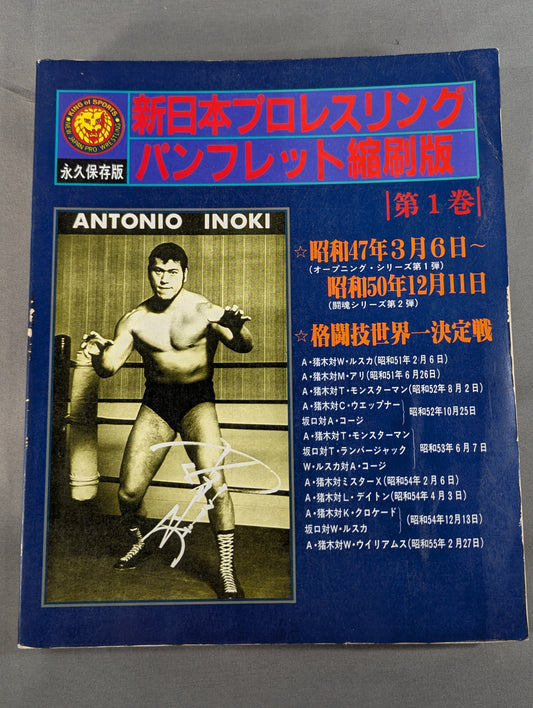 KING of SPORTS
NEW JAPAN PRO WRESTLING
永久保存版
新日本プロレスリング
パンフレット縮刷版
第1巻
ANTONIO INOKI
☆昭和47年3月6日～
(オープニング・シリーズ第1弾)
昭和50年12月11日
(闘魂シリーズ第2弾)
☆格闘技世界一決定戦
A・猪木対W・ルスカ(昭和51年2月6日)
A・猪木対M・アリ(昭和51年6月26日)
A・猪木対T・モンスターマン(昭和52年8月2日)
A・猪木対C・ウエップナー
坂口対A・コージ
(昭和52年10月25日
A・猪木対T・モンスターマン
坂口対T・ランバージャック
W・ルスカ対A・コージ
昭和53年6月7日
A・猪木対ミスターX(昭和54年2月6日)
A・猪木対L・デイトン(昭和54年4月3日)
A・猪木対K・クロケード
坂口対W・ルスカ
(昭和54年12月13日)
A・猪木対W・ウイリアムス(昭和55年2月27日)